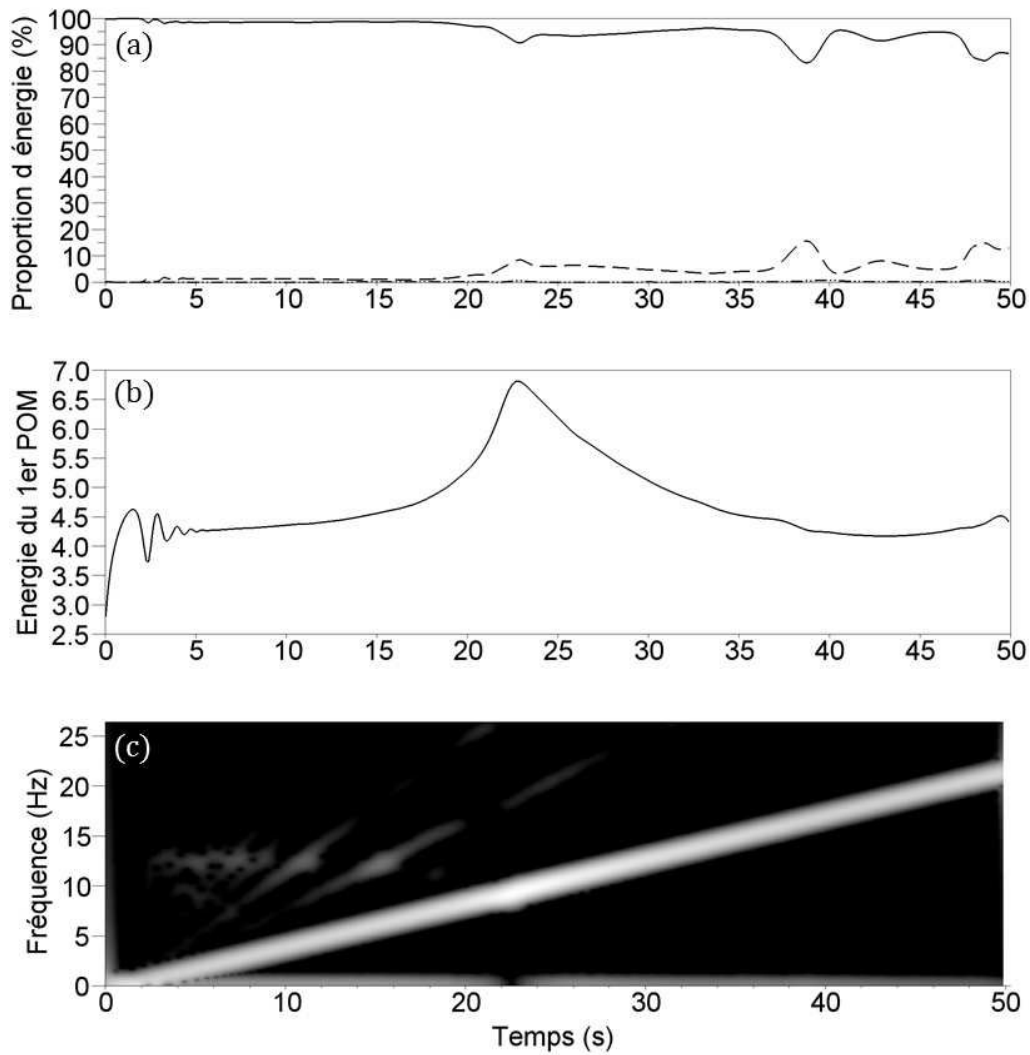 (a)
Proportion d énergie (%)
100
90
80
70
60
50
40
30
20
10
0
0 5 10 15 20 25 30 35 40 45 50
(b)
Energie du 1er POM
7.0
6.5
6.0
5.5
5.0
4.5
4.0
3.5
3.0
2.5
0 5 10 15 20 25 30 35 40 45 50
(c)
Fréquence (Hz)
25
20
15
10
5
0
0 10 20 30 40 50
Temps (s)